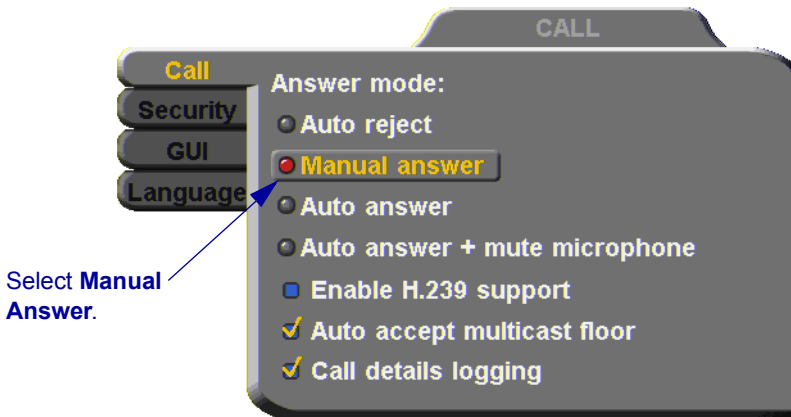 CALL
Call
Security
GUI
Language
Answer mode:
Auto reject
Manual answer
Auto answer
Auto answer + mute microphone
Enable H.239 support
Auto accept multicast floor
Call details logging
Select Manual
Answer.